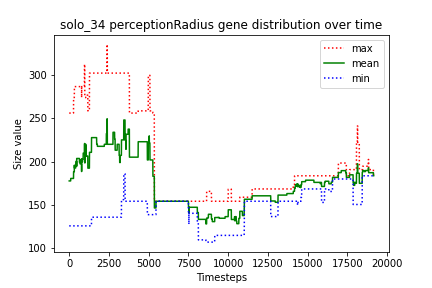 solo_34 perceptionRadius gene distribution over time
max
mean
min
Size value
300
250
200
150
100
0 2500 5000 7500 10000 12500 15000 17500 20000
Timesteps